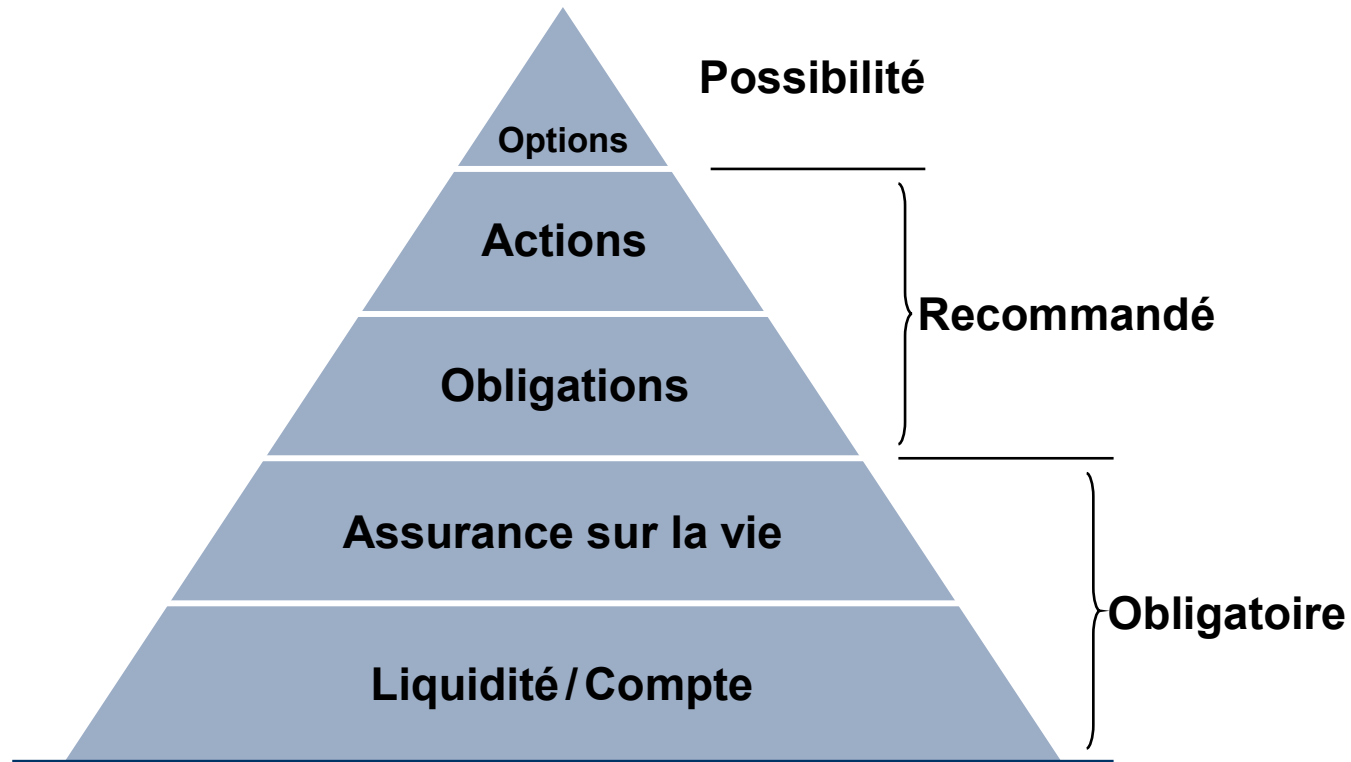 Possibilité
Options
Actions
Recommandé
Obligations
Assurance sur la vie
Obligatoire
Liquidité / Compte